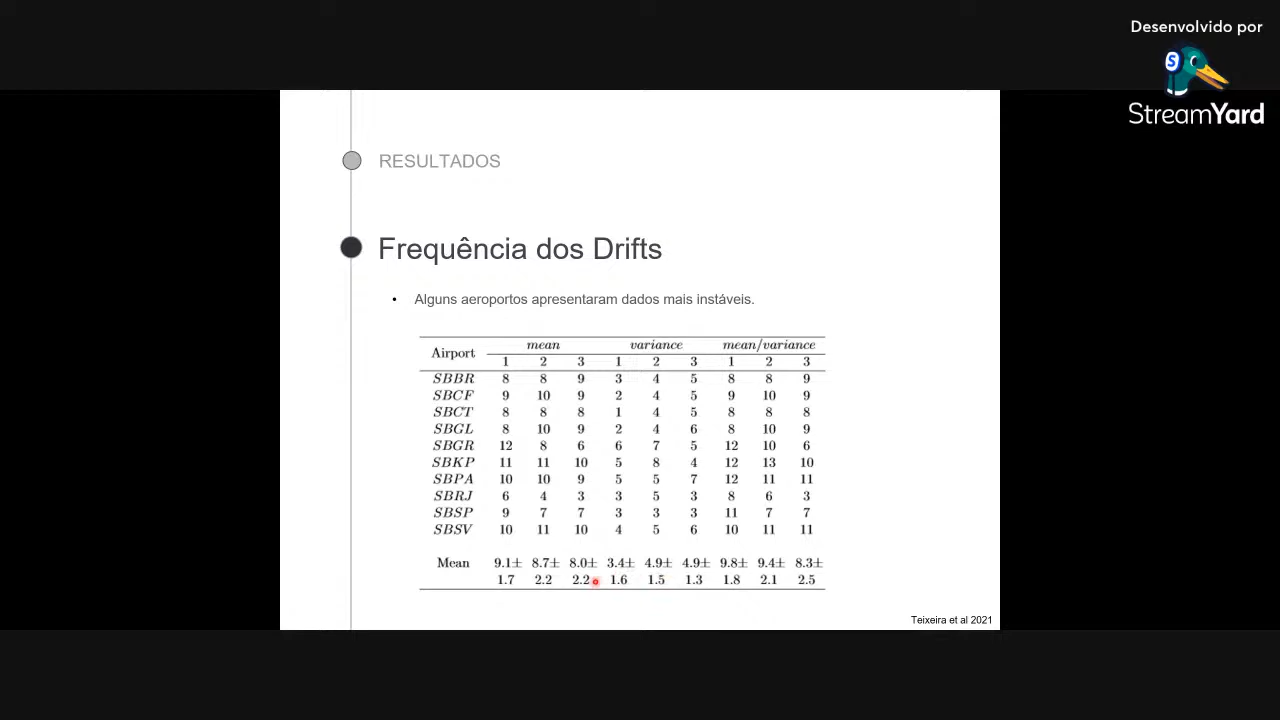 Desenvolvido por
StreamYard
RESULTADOS
Frequência dos Drifts
• Alguns aeroportos apresentaram dados mais instáveis.
Airport mean variance mean/variance
1 2 3 1 2 3 1 2 3
SBBR 8 8 9 3 4 5 8 8 9
SBCF 9 10 9 2 4 5 9 10 9
SBCT 8 8 8 1 4 5 8 8 8
SBGL 8 10 9 2 4 6 8 10 9
SBGR 12 8 6 6 7 5 12 10 6
SBKP 11 11 10 5 8 4 12 13 10
SBPA 10 10 9 5 5 7 12 11 11
SBRJ 6 4 3 3 5 3 8 6 3
SBSP 9 7 7 3 3 3 11 7 7
SBSV 10 11 10 4 5 6 10 11 11
Mean 9.1± 8.7± 8.0± 3.4± 4.9± 4.9± 9.8± 9.4± 8.3±
1.7 2.2 2.2 1.6 1.5 1.3 1.8 2.1 2.5
Teixeira et al 2021